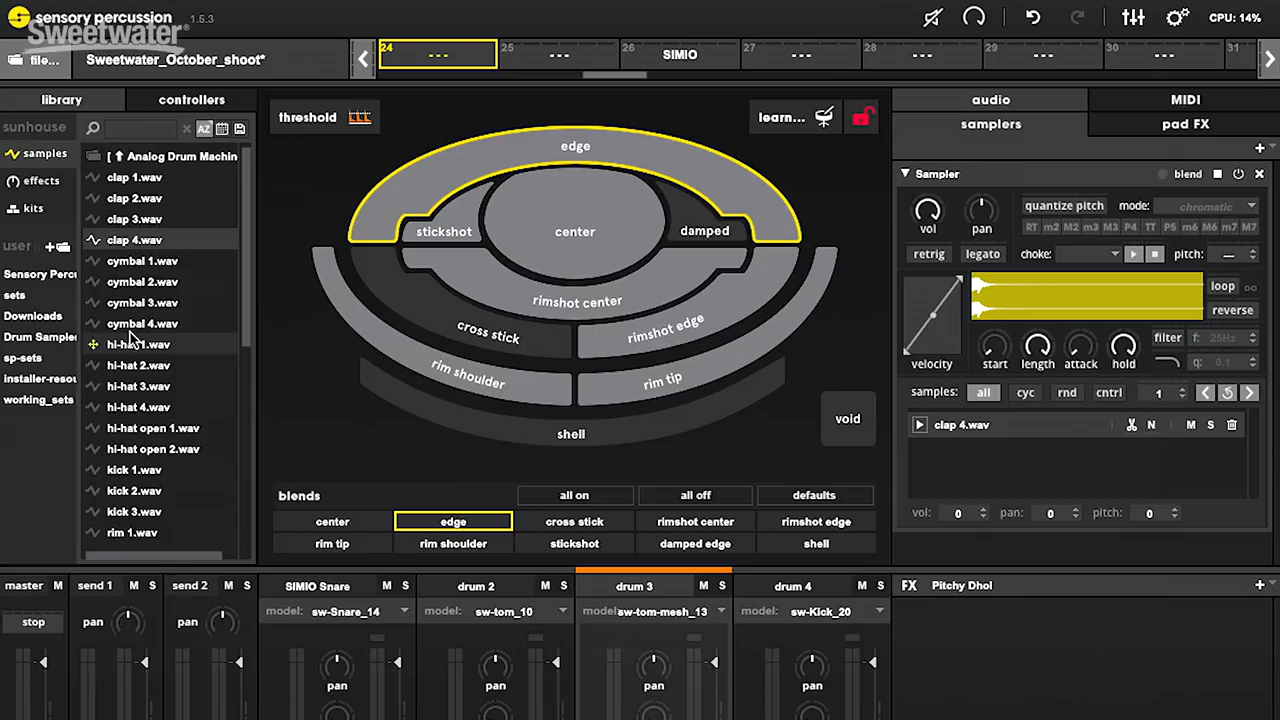 sensory percussion 1.5.3
Sweetwater
CPU: 14%
file...
Sweetwater_October_shoot*
24 --- 25 --- 26 SIMIO 27 --- 28 --- 29 --- 30 --- 31
library controllers
threshold
learn...
audio MIDI
samplers pad FX
sunhouse
samples
effects
kits
user
Sensory Percu
sets
Downloads
Drum Sample
sp-sets
installer-resou
working_sets
AZ
[ Analog Drum Machin
clap 1.wav
clap 2.wav
clap 3.wav
clap 4.wav
cymbal 1.wav
cymbal 2.wav
cymbal 3.wav
cymbal 4.wav
hi-hat 1.wav
hi-hat 2.wav
hi-hat 3.wav
hi-hat 4.wav
hi-hat open 1.wav
hi-hat open 2.wav
kick 1.wav
kick 2.wav
kick 3.wav
rim 1.wav
edge
stickshot center damped
rimshot center
cross stick rimshot edge
rim shoulder rim tip
shell
void
blends all on all off defaults
center edge cross stick rimshot center rimshot edge
rim tip rim shoulder stickshot damped edge shell
Sampler blend
vol pan
quantize pitch mode: chromatic
RT m2 M2 m3 M3 P4 TT P5 m6 M6 m7 M7
retrig legato choke: pitch: ---
loop
reverse
velocity start length attack hold
filter f: 25Hz
q: 0.1
samples: all cyc rnd cntrl 1
clap 4.wav N M S
vol: 0 pan: 0 pitch: 0
master M send 1 M S send 2 M S SIMIO Snare M S drum 2 M S drum 3 M S drum 4 M S
FX Pitchy Dhol
stop pan pan
model: sw-Snare_14 model: sw-tom_10 model: sw-tom-mesh_13 model: sw-Kick_20
pan pan pan pan